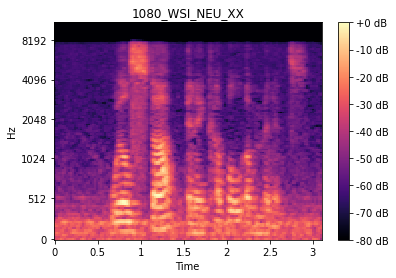 1080_WSI_NEU_XX
+0 dB
8192
-10 dB
4096
-20 dB
-30 dB
2048
-40 dB
Hz
1024
-50 dB
512
-60 dB
-70 dB
0
-80 dB
0 0.5 1 1.5 2 2.5 3
Time